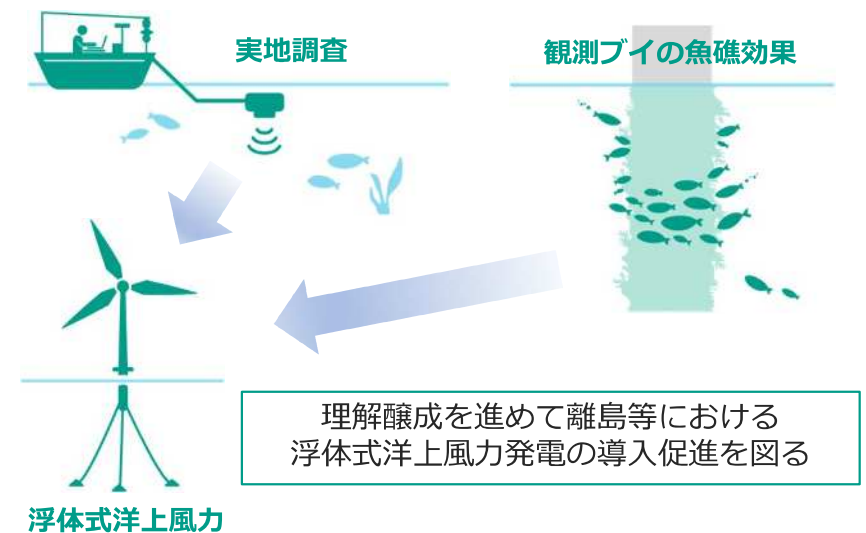 実地調査
観測ブイの魚礁効果
理解醸成を進めて離島等における
浮体式洋上風力発電の導入促進を図る
浮体式洋上風力